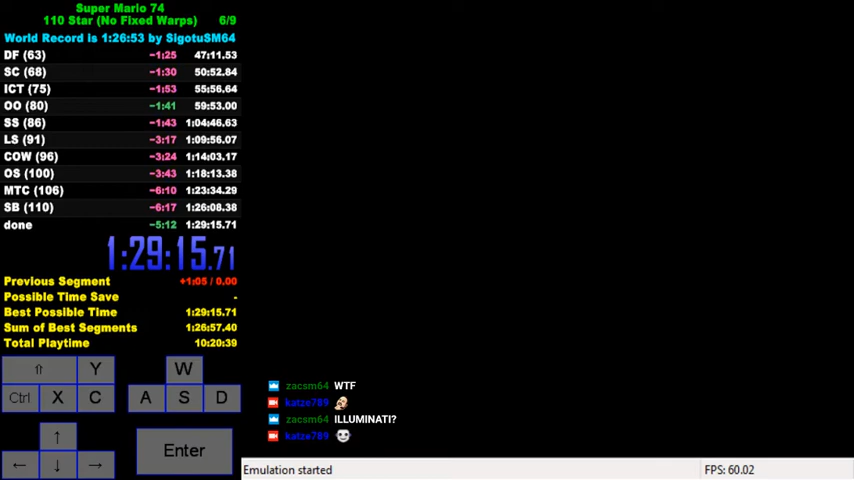 Super Mario 74
110 Star (No Fixed Warps) 6/9
World Record is 1:26:53 by SigotuSM64
DF (63) −1:25 47:11.53
SC (68) −1:30 50:52.84
ICT (75) −1:53 55:56.64
OO (80) −1:41 59:53.00
SS (86) −1:43 1:04:46.63
LS (91) −3:17 1:09:56.07
COW (96) −3:24 1:14:03.17
OS (100) −3:43 1:18:13.38
MTC (106) −6:10 1:23:34.29
SB (110) −6:17 1:26:08.38
done −5:12 1:29:15.71
1:29:15.71
Previous Segment +1:05 / 0.00
Possible Time Save -
Best Possible Time 1:29:15.71
Sum of Best Segments 1:26:57.40
Total Playtime 10:20:39
⇧ Y W
Ctrl X C A S D
↑
← ↓ → Enter
zacsm64 WTF
katze789
zacsm64 ILLUMINATI?
katze789
Emulation started FPS: 60.02